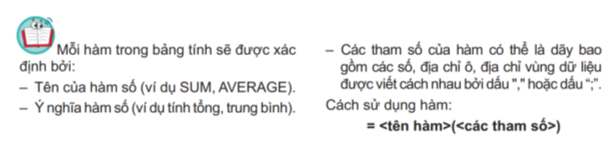 Mỗi hàm trong bảng tính sẽ được xác
định bởi:
– Tên của hàm số (ví dụ SUM, AVERAGE).
– Ý nghĩa hàm số (ví dụ tính tổng, trung bình).
– Các tham số của hàm có thể là dãy bao
gồm các số, địa chỉ ô, địa chỉ vùng dữ liệu
được viết cách nhau bởi dấu "," hoặc dấu ";".
Cách sử dụng hàm:
= <tên hàm>(<các tham số>)